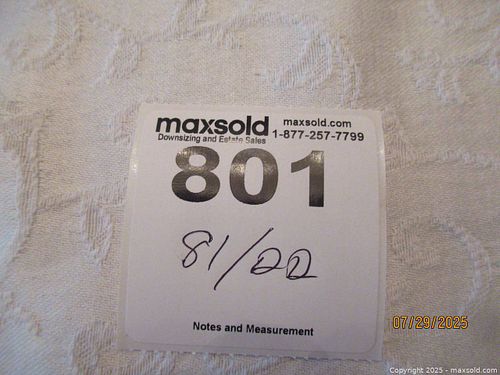 maxsold
Downsizing and Estate Sales
maxsold.com
1-877-257-7799
801
81/22
Notes and Measurement
07/29/2025
Copyright 2025 - maxsold.com